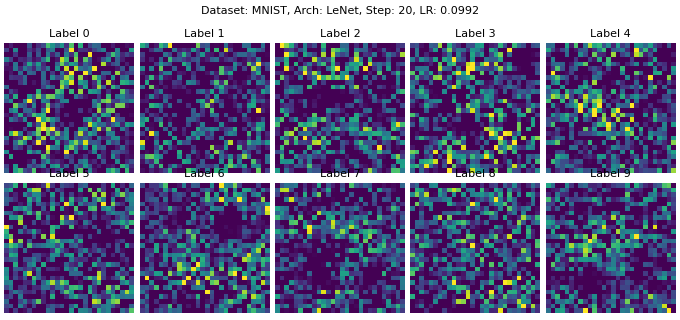 Dataset: MNIST, Arch: LeNet, Step: 20, LR: 0.0992
Label 0 Label 1 Label 2 Label 3 Label 4
Label 5 Label 6 Label 7 Label 8 Label 9